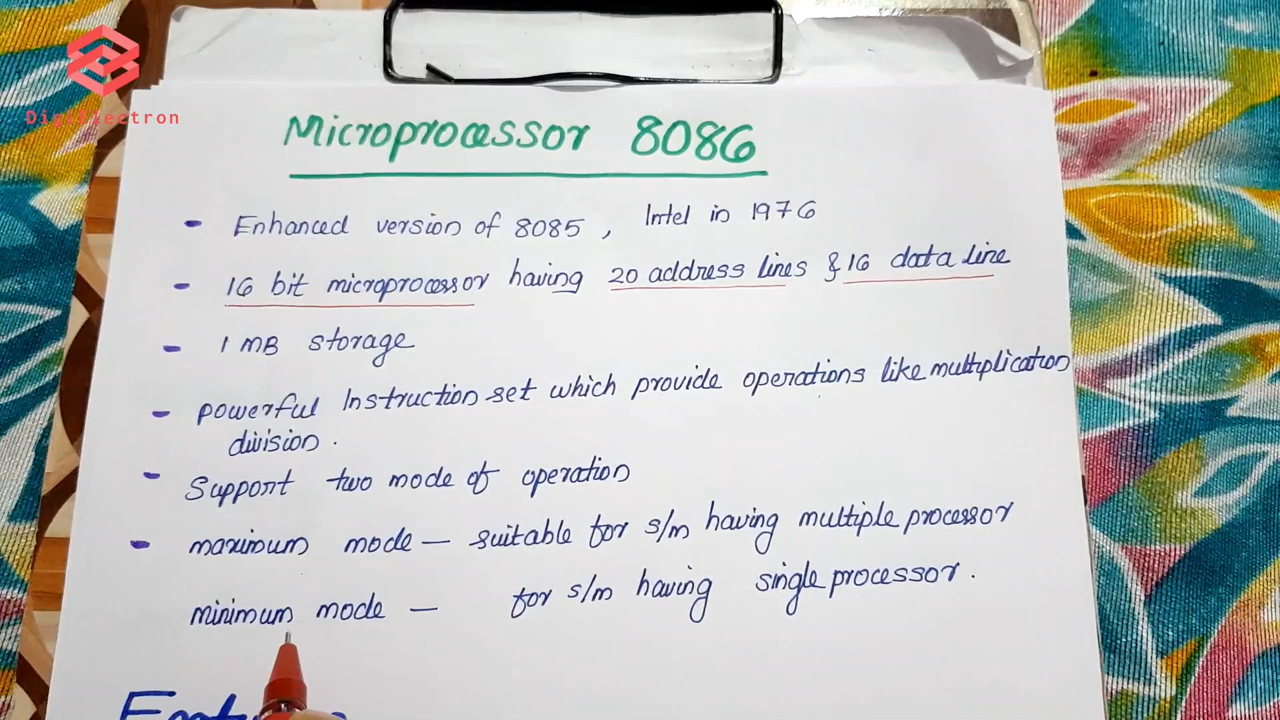 DigiElectron
Microprocessor 8086
- Enhanced version of 8085 , Intel in 1976
- 16 bit microprocessor having 20 address lines & 16 data line
- 1 MB storage
- powerful Instruction set which provide operations like multiplication
division .
- Support two mode of operation
- maximum mode — suitable for s/m having multiple processor
minimum mode — for s/m having single processor .